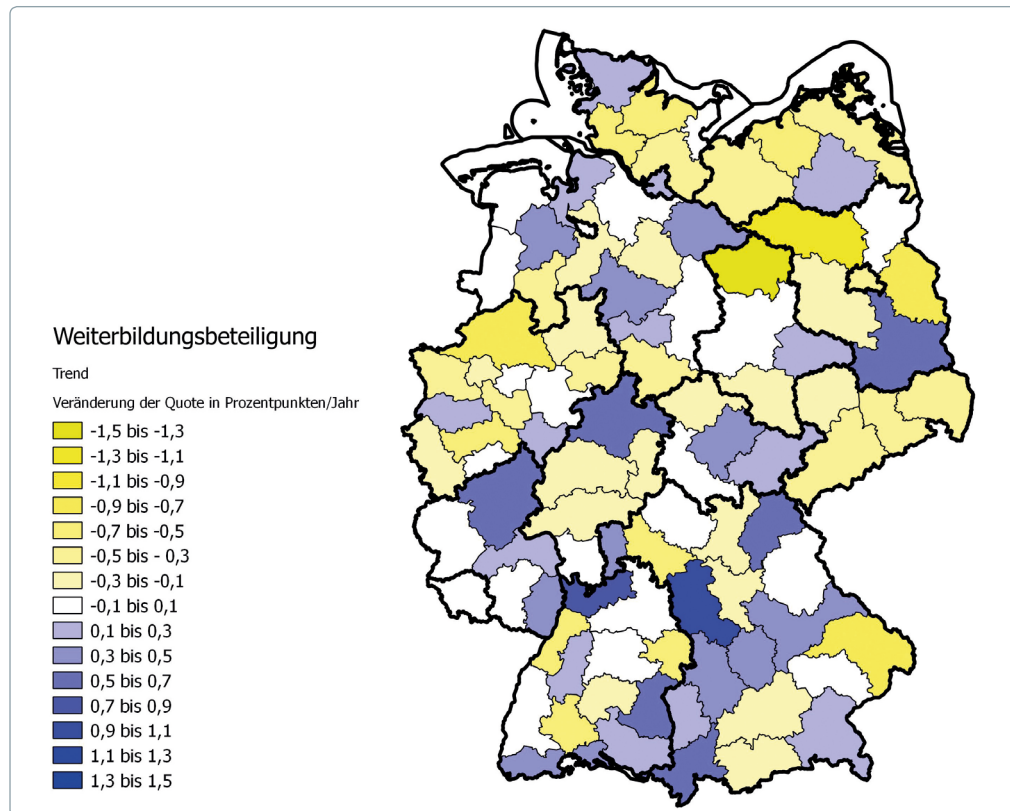 Weiterbildungsbeteiligung
Trend
Veränderung der Quote in Prozentpunkten/Jahr
-1,5 bis -1,3
-1,3 bis -1,1
-1,1 bis -0,9
-0,9 bis -0,7
-0,7 bis -0,5
-0,5 bis - 0,3
-0,3 bis -0,1
-0,1 bis 0,1
0,1 bis 0,3
0,3 bis 0,5
0,5 bis 0,7
0,7 bis 0,9
0,9 bis 1,1
1,1 bis 1,3
1,3 bis 1,5